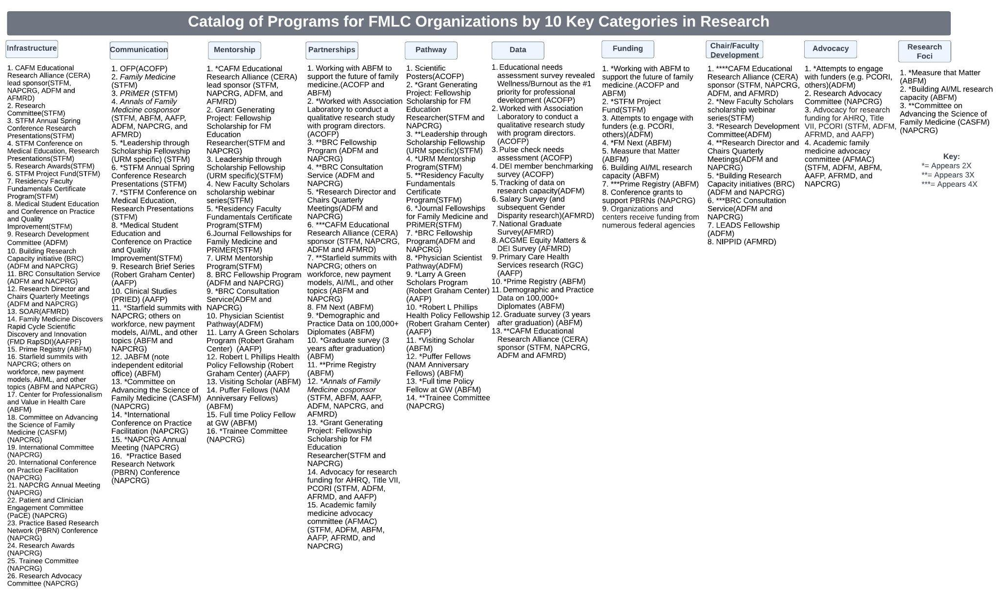 Catalog of Programs for FMLC Organizations by 10 Key Categories in Research
Infrastructure
1. CAFM Educational
Research Alliance (CERA)
lead sponsor(STFM,
NAPCRG, ADFM and
AFMRD)
2. Research
Committee(STFM)
3. STFM Annual Spring
Conference Research
Presentations(STFM)
4. STFM Conference on
Medical Education, Research
Presentations(STFM)
5. Research Awards(STFM)
6. STFM Project Fund(STFM)
7. Residency Faculty
Fundamentals Certificate
Program(STFM)
8. Medical Student Education
and Conference on Practice
and Quality
Improvement(STFM)
9. Research Development
Committee (ADFM)
10. Building Research
Capacity initiative (BRC)
(ADFM and NAPCRG)
11. BRC Consultation Service
(ADFM and NACPRG)
12. Research Director and
Chairs Quarterly Meetings
(ADFM and NAPCRG)
13. SOAR(AFMRD)
14. Family Medicine Discovers
Rapid Cycle Scientific
Discovery and Innovation
(FMD RapSDI)(AAFPF)
15. Prime Registry (ABFM)
16. Starfield summits with
NAPCRG; others on
workforce, new payment
models, AI/ML, and other
topics (ABFM and NAPCRG)
17. Center for Professionalism
and Value in Health Care
(ABFM)
18. Committee on Advancing
the Science of Family
Medicine (CASFM)
(NAPCRG)
19. International Committee
(NAPCRG)
20. International Conference
on Practice Facilitation
(NAPCRG)
21. NAPCRG Annual Meeting
(NAPCRG)
22. Patient and Clinician
Engagement Committee
(PaCE) (NAPCRG)
23. Practice Based Research
Network (PBRN) Conference
(NAPCRG)
24. Research Awards
(NAPCRG)
25. Trainee Committee
(NAPCRG)
26. Research Advocacy
Committee (NAPCRG)
Communication
1. OFP(ACOFP)
2. Family Medicine
(STFM)
3. PRiMER (STFM)
4. Annals of Family
Medicine cosponsor
(STFM, ABFM, AAFP,
ADFM, NAPCRG, and
AFMRD)
5. *Leadership through
Scholarship Fellowship
(URM specific) (STFM)
6. *STFM Annual Spring
Conference Research
Presentations (STFM)
7. *STFM Conference on
Medical Education,
Research Presentations
(STFM)
8. *Medical Student
Education and
Conference on Practice
and Quality
Improvement(STFM)
9. Research Brief Series
(Robert Graham Center)
(AAFP)
10. Clinical Studies
(PRIED) (AAFP)
11. *Starfield summits with
NAPCRG; others on
workforce, new payment
models, AI/ML, and other
topics (ABFM and
NAPCRG)
12. JABFM (note
independent editorial
office) (ABFM)
13. *Committee on
Advancing the Science of
Family Medicine (CASFM)
(NAPCRG)
14. *International
Conference on Practice
Facilitation (NAPCRG)
15. *NAPCRG Annual
Meeting (NAPCRG)
16. *Practice Based
Research Network
(PBRN) Conference
(NAPCRG)
Mentorship
1. *CAFM Educational
Research Alliance (CERA)
lead sponsor (STFM,
NAPCRG, ADFM, and
AFMRD)
2. Grant Generating
Project: Fellowship
Scholarship for FM
Education
Researcher(STFM and
NAPCRG)
3. Leadership through
Scholarship Fellowship
(URM specific)(STFM)
4. New Faculty Scholars
scholarship webinar
series(STFM)
5. *Residency Faculty
Fundamentals Certificate
Program(STFM)
6.Journal Fellowships for
Family Medicine and
PRiMER(STFM)
7. URM Mentorship
Program(STFM)
8. BRC Fellowship Program
(ADFM and NAPCRG)
9. *BRC Consultation
Service(ADFM and
NAPCRG)
10. Physician Scientist
Pathway(ADFM)
11. Larry A Green Scholars
Program (Robert Graham
Center) (AAFP)
12. Robert L Phillips Health
Policy Fellowship (Robert
Graham Center) (AAFP)
13. Visiting Scholar (ABFM)
14. Puffer Fellows (NAM
Anniversary Fellows)
(ABFM)
15. Full time Policy Fellow
at GW (ABFM)
16. *Trainee Committee
(NAPCRG)
Partnerships
1. Working with ABFM to
support the future of family
medicine.(ACOFP and
ABFM)
2. *Worked with Association
Laboratory to conduct a
qualitative research study
with program directors.
(ACOFP)
3. **BRC Fellowship
Program (ADFM and
NAPCRG)
4. **BRC Consultation
Service (ADFM and
NAPCRG)
5. *Research Director and
Chairs Quarterly
Meetings(ADFM and
NAPCRG)
6. ***CAFM Educational
Research Alliance (CERA)
sponsor (STFM, NAPCRG,
ADFM and AFMRD)
7. **Starfield summits with
NAPCRG; others on
workforce, new payment
models, AI/ML, and other
topics (ABFM and
NAPCRG)
8. FM Next (ABFM)
9. *Demographic and
Practice Data on 100,000+
Diplomates (ABFM)
10. *Graduate survey (3
years after graduation)
(ABFM)
11. **Prime Registry
(ABFM)
12. *Annals of Family
Medicine cosponsor
(STFM, ABFM, AAFP,
ADFM, NAPCRG, and
AFMRD)
13. *Grant Generating
Project: Fellowship
Scholarship for FM
Education
Researcher(STFM and
NAPCRG)
14. Advocacy for research
funding for AHRQ, Title VII,
PCORI (STFM, ADFM,
AFRMD, and AAFP)
15. Academic family
medicine advocacy
committee (AFMAC)
(STFM, ADFM, ABFM,
AAFP, AFRMD, and
NAPCRG)
Pathway
1. Scientific
Posters(ACOFP)
2. *Grant Generating
Project: Fellowship
Scholarship for FM
Education
Researcher(STFM and
NAPCRG)
3. **Leadership through
Scholarship Fellowship
(URM specific)(STFM)
4. *URM Mentorship
Program(STFM)
5. **Residency Faculty
Fundamentals
Certificate
Program(STFM)
6. *Journal Fellowships
for Family Medicine and
PRiMER(STFM)
7. *BRC Fellowship
Program(ADFM and
NAPCRG)
8. *Physician Scientist
Pathway(ADFM)
9. *Larry A Green
Scholars Program
(Robert Graham Center)
(AAFP)
10. *Robert L Phillips
Health Policy Fellowship
(Robert Graham Center)
(AAFP)
11. *Visiting Scholar
(ABFM)
12. *Puffer Fellows
(NAM Anniversary
Fellows) (ABFM)
13. *Full time Policy
Fellow at GW (ABFM)
14. **Trainee Committee
(NAPCRG)
Data
1. Educational needs
assessment survey revealed
Wellness/Burnout as the #1
priority for professional
development (ACOFP)
2. Worked with Association
Laboratory to conduct a
qualitative research study
with program directors.
(ACOFP)
3. Pulse check needs
assessment (ACOFP)
4. DEI member benchmarking
survey (ACOFP)
5. Tracking of data on
research capacity(ADFM)
6. Salary Survey (and
subsequent Gender
Disparity research)(AFMRD)
7. National Graduate
Survey(AFMRD)
8. ACGME Equity Matters &
DEI Survey (AFMRD)
9. Primary Care Health
Services research (RGC)
(AAFP)
10. *Prime Registry (ABFM)
11. Demographic and Practice
Data on 100,000+
Diplomates (ABFM)
12. Graduate survey (3 years
after graduation) (ABFM)
13. **CAFM Educational
Research Alliance (CERA)
sponsor (STFM, NAPCRG,
ADFM and AFMRD)
Funding
1. *Working with ABFM to
support the future of family
medicine.(ACOFP and
ABFM)
2. *STFM Project
Fund(STFM)
3. Attempts to engage with
funders (e.g. PCORI,
others)(ADFM)
4. *FM Next (ABFM)
5. Measure that Matter
(ABFM)
6. Building AI/ML research
capacity (ABFM)
7. ***Prime Registry (ABFM)
8. Conference grants to
support PBRNs (NAPCRG)
9. Organizations and
centers receive funding from
numerous federal agencies
Chair/Faculty
Development
1. ****CAFM Educational
Research Alliance (CERA)
sponsor (STFM, NAPCRG,
ADFM, and AFMRD)
2. *New Faculty Scholars
scholarship webinar
series(STFM)
3. *Research Development
Committee(ADFM)
4. **Research Director and
Chairs Quarterly
Meetings(ADFM and
NAPCRG)
5. *Building Research
Capacity initiatives (BRC)
(ADFM and NAPCRG)
6. ***BRC Consultation
Service(ADFM and
NAPCRG)
7. LEADS Fellowship
(ADFM)
8. NIPPID (AFMRD)
Advocacy
1. *Attempts to engage
with funders (e.g. PCORI,
others)(ADFM)
2. Research Advocacy
Committee (NAPCRG)
3. Advocacy for research
funding for AHRQ, Title
VII, PCORI (STFM, ADFM,
AFRMD, and AAFP)
4. Academic family
medicine advocacy
committee (AFMAC)
(STFM, ADFM, ABFM,
AAFP, AFRMD, and
NAPCRG)
Research
Foci
1. *Measure that Matter
(ABFM)
2. *Building AI/ML research
capacity (ABFM)
3. **Committee on
Advancing the Science of
Family Medicine (CASFM)
(NAPCRG)
Key:
*= Appears 2X
**= Appears 3X
***= Appears 4X